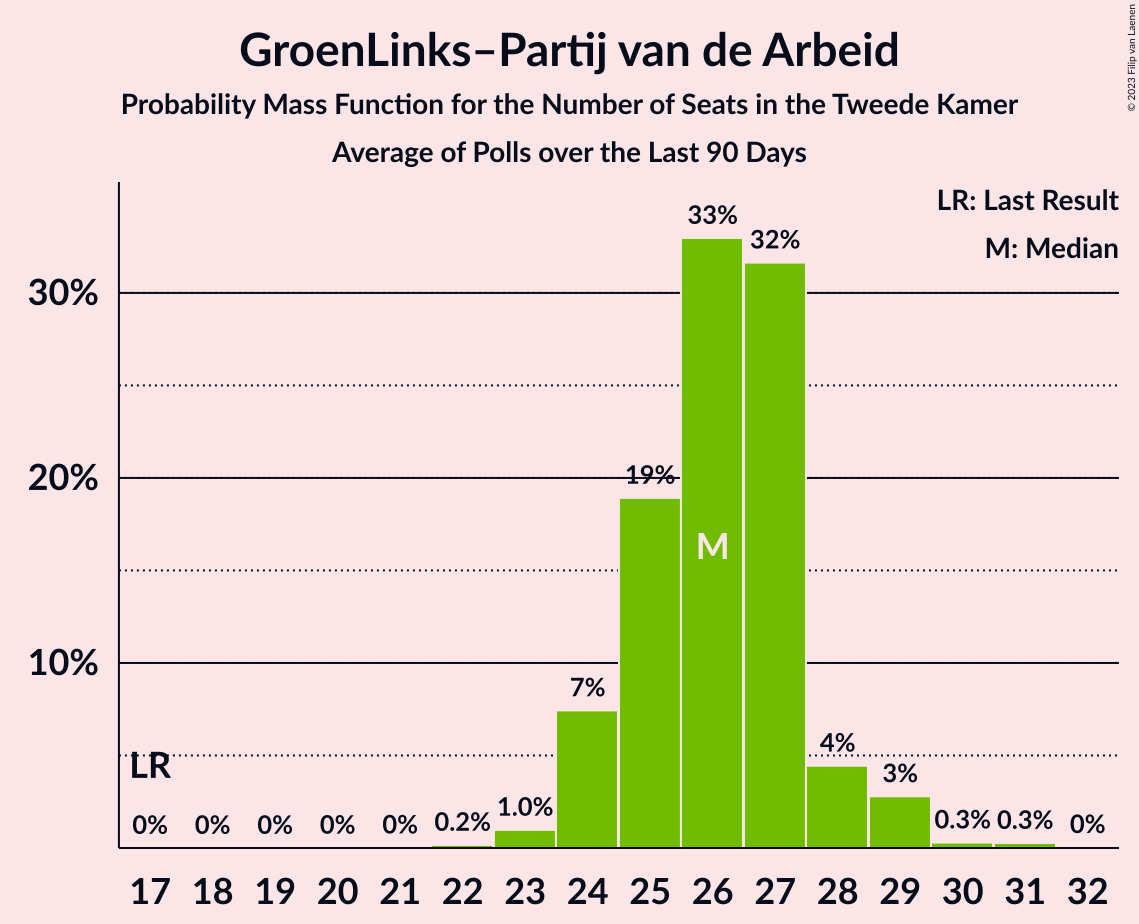 GroenLinks–Partij van de Arbeid
Probability Mass Function for the Number of Seats in the Tweede Kamer
Average of Polls over the Last 90 Days
© 2023 Filip van Laenen
LR: Last Result
M: Median
33%
32%
30%
20%
19%
M
10%
7%
LR
4%
3%
0% 0% 0% 0% 0% 0.2% 1.0% 0.3% 0.3% 0%
17 18 19 20 21 22 23 24 25 26 27 28 29 30 31 32